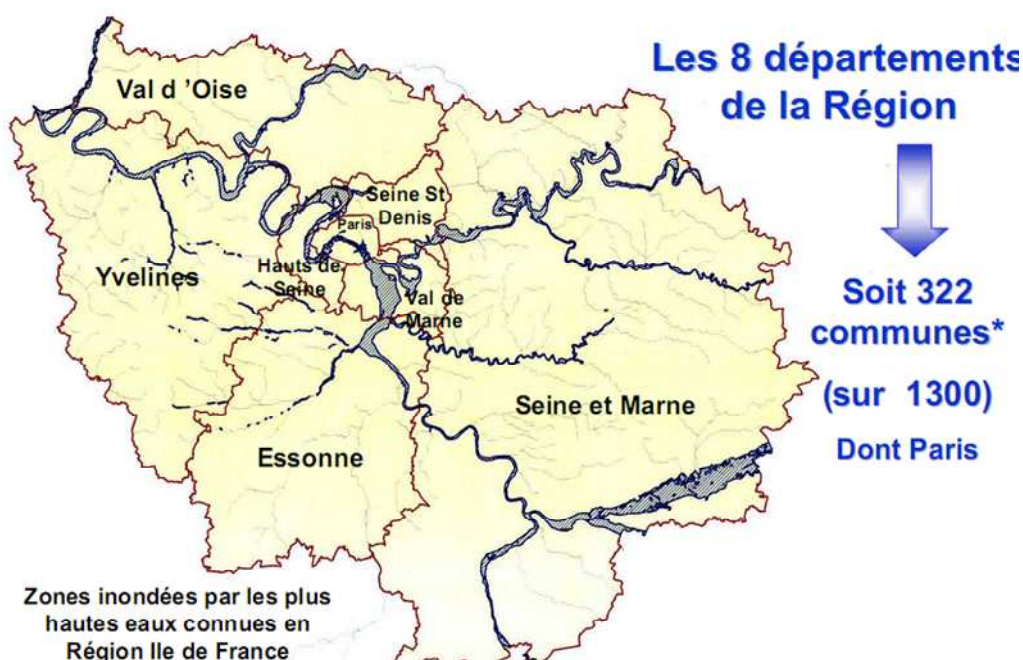 Les 8 départements
de la Région
Val d 'Oise
Seine St
Denis
Paris
Yvelines
Hauts de
Seine
Val de
Marne
Soit 322
communes*
(sur 1300)
Dont Paris
Seine et Marne
Essonne
Zones inondées par les plus
hautes eaux connues en
Région Ile de France